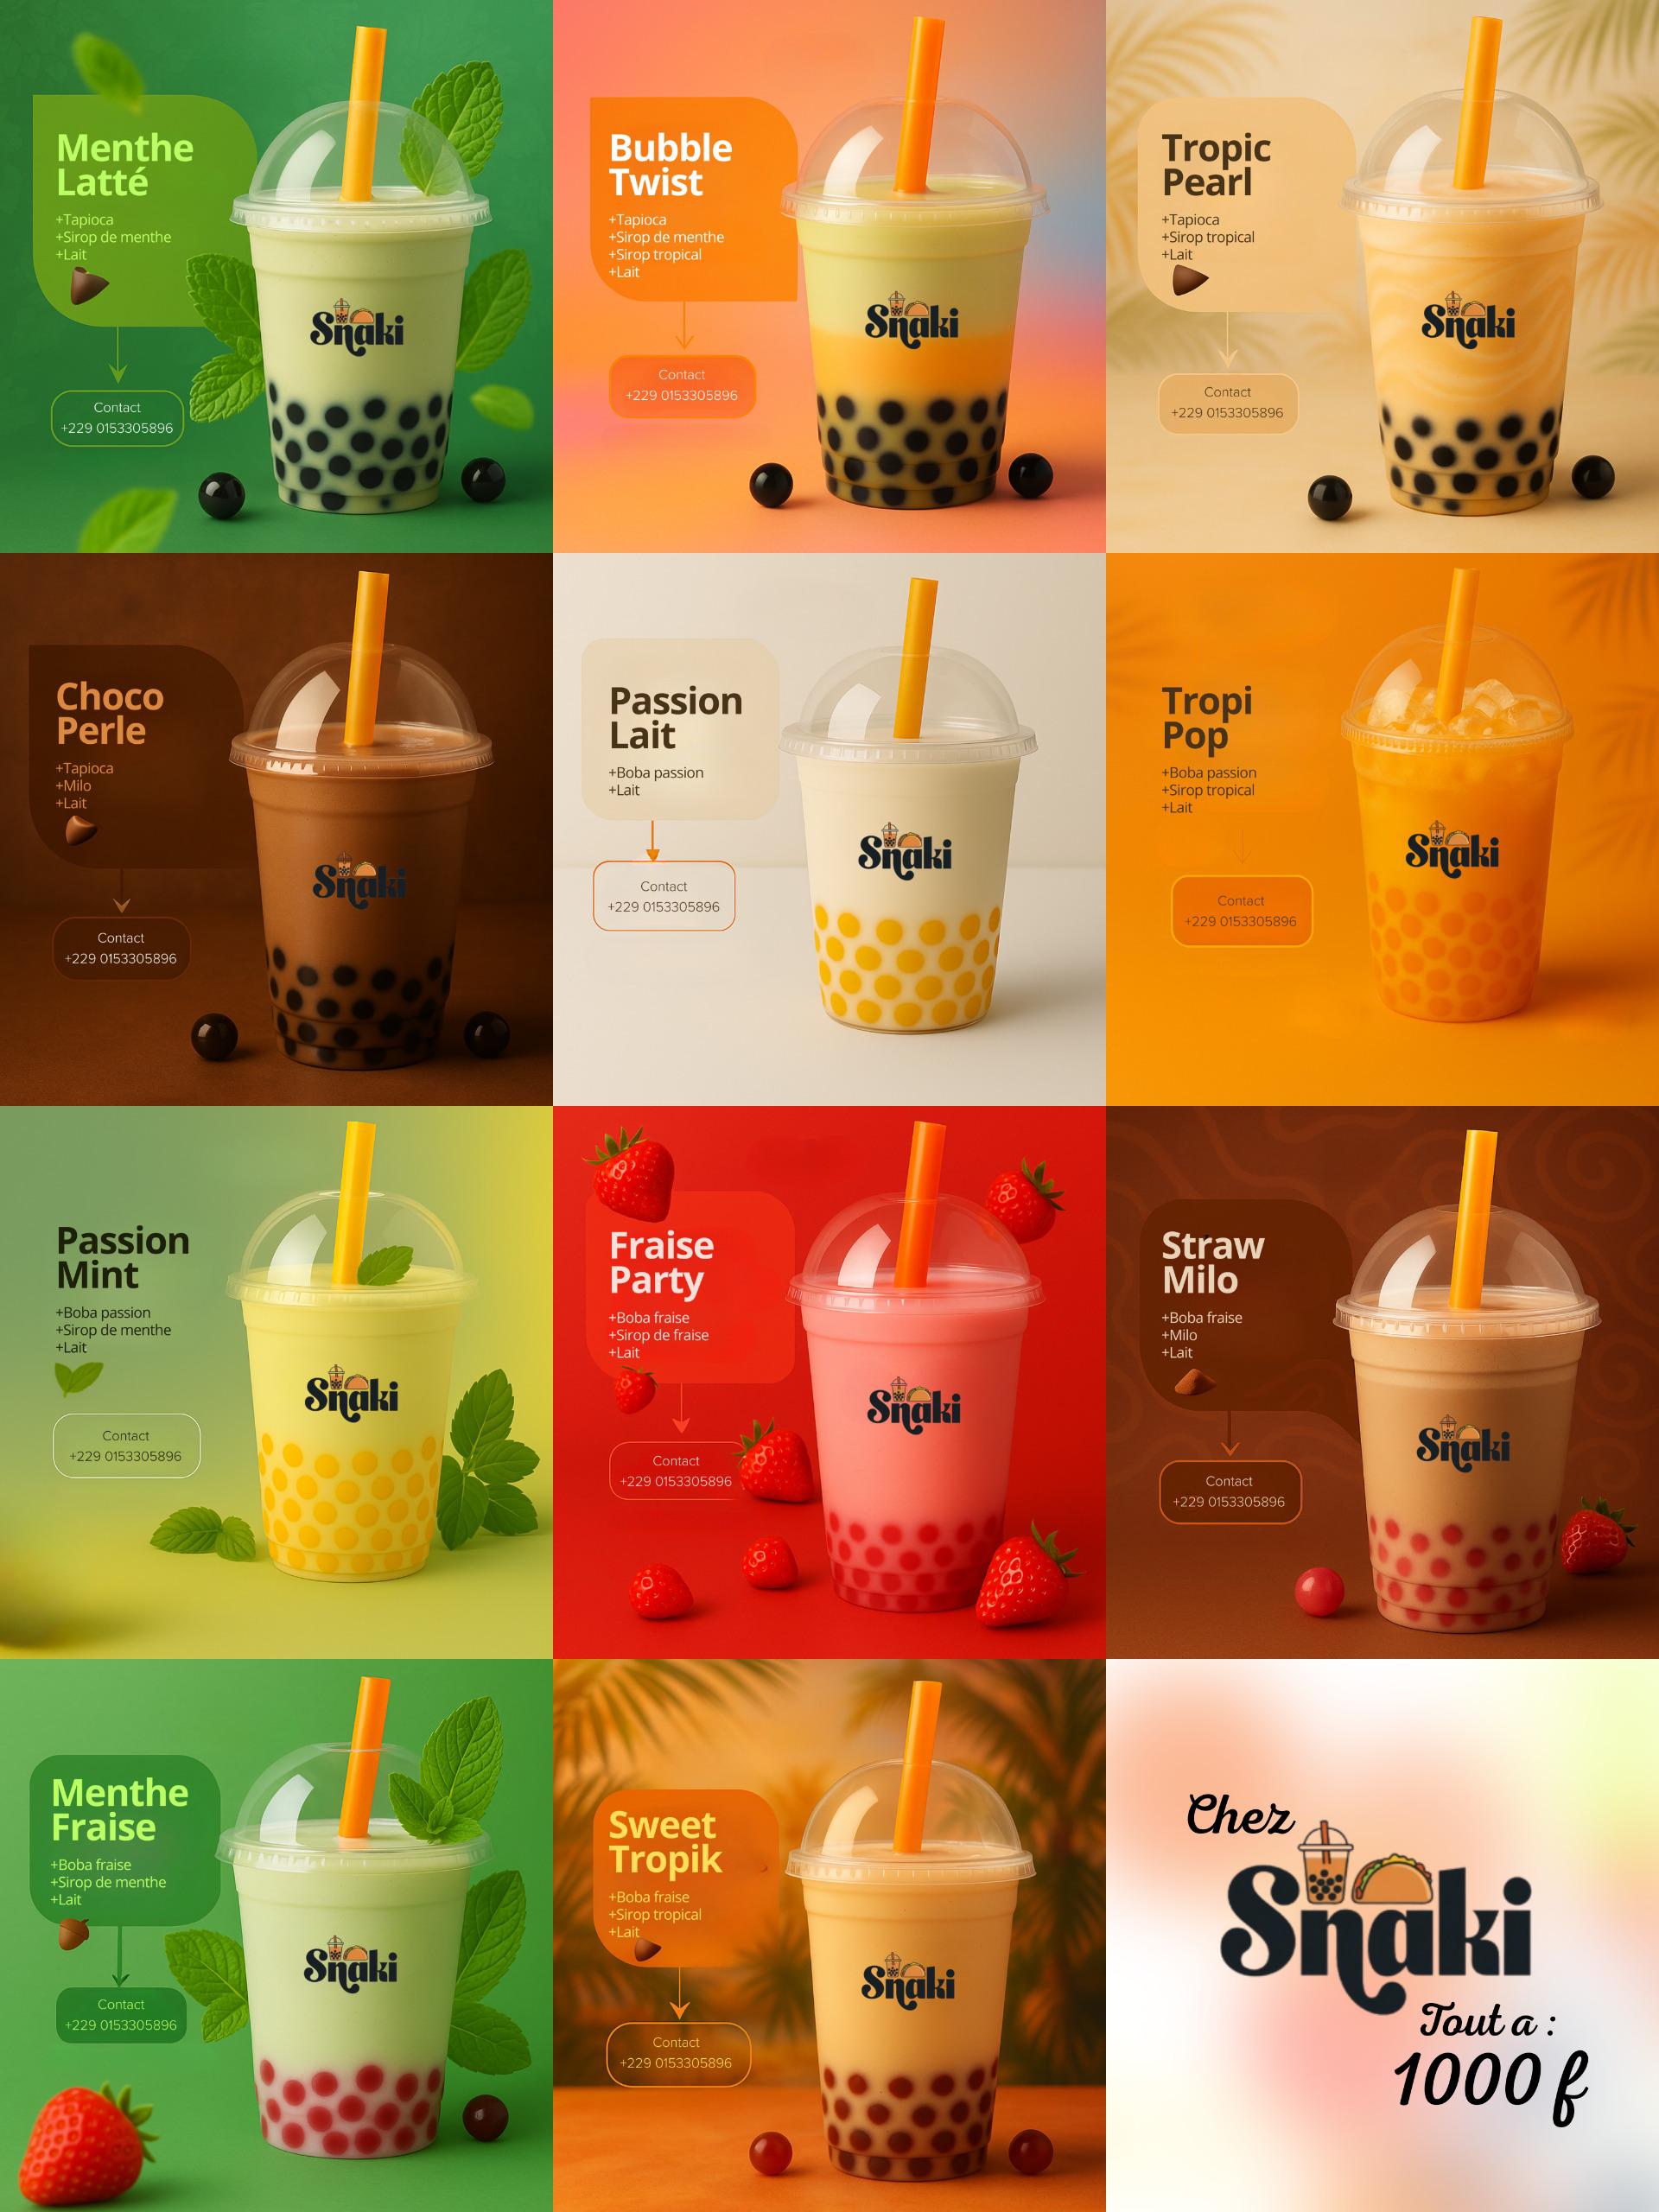 Menthe
Latté
+Tapioca
+Sirop de menthe
+Lait
Contact
+229 0153305896
Snaki
Bubble
Twist
+Tapioca
+Sirop de menthe
+Sirop tropical
+Lait
Contact
+229 0153305896
Snaki
Tropic
Pearl
+Tapioca
+Sirop tropical
+Lait
Contact
+229 0153305896
Snaki
Choco
Perle
+Tapioca
+Milo
+Lait
Contact
+229 0153305896
Snaki
Passion
Lait
+Boba passion
+Lait
Contact
+229 0153305896
Snaki
Tropi
Pop
+Boba passion
+Sirop tropical
+Lait
Contact
+229 0153305896
Snaki
Passion
Mint
+Boba passion
+Sirop de menthe
+Lait
Contact
+229 0153305896
Snaki
Fraise
Party
+Boba fraise
+Sirop de fraise
+Lait
Contact
+229 0153305896
Snaki
Straw
Milo
+Boba fraise
+Milo
+Lait
Contact
+229 0153305896
Snaki
Menthe
Fraise
+Boba fraise
+Sirop de menthe
+Lait
Contact
+229 0153305896
Snaki
Sweet
Tropik
+Boba fraise
+Sirop tropical
+Lait
Contact
+229 0153305896
Snaki
Chez
Snaki
Tout a :
1000 f